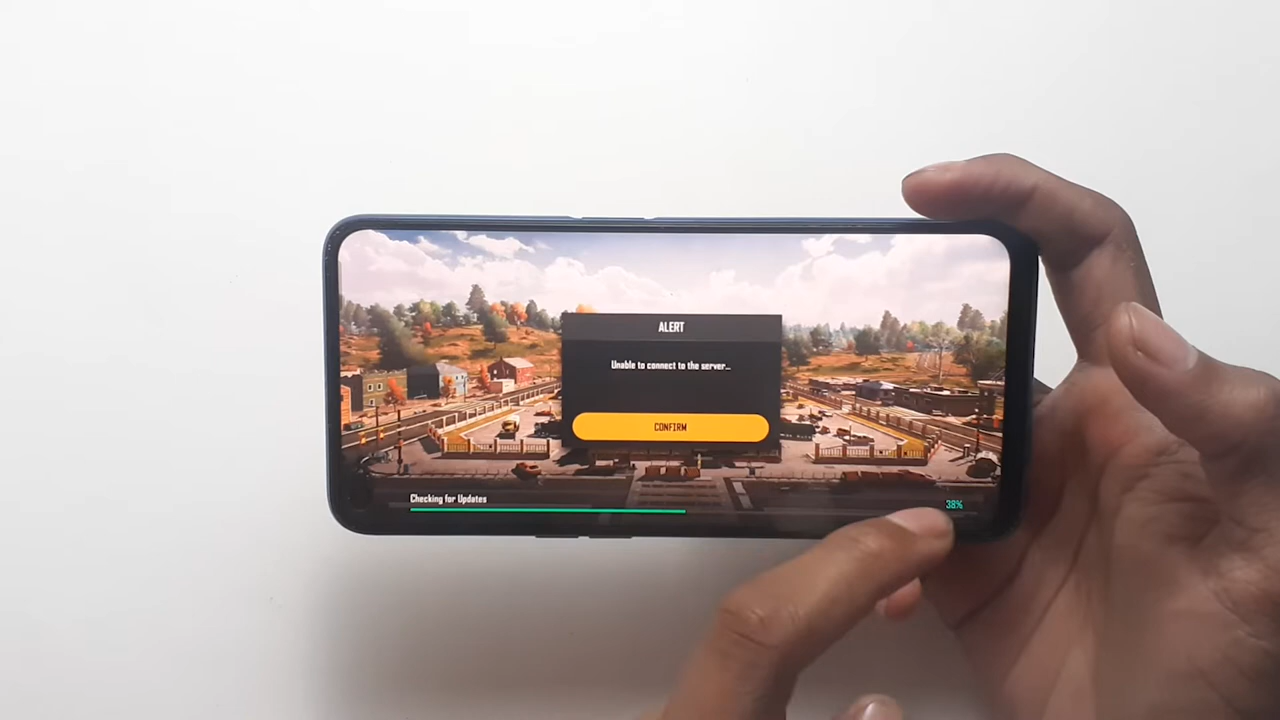 ALERT
Unable to connect to the server...
CONFIRM
Checking for Updates
38%